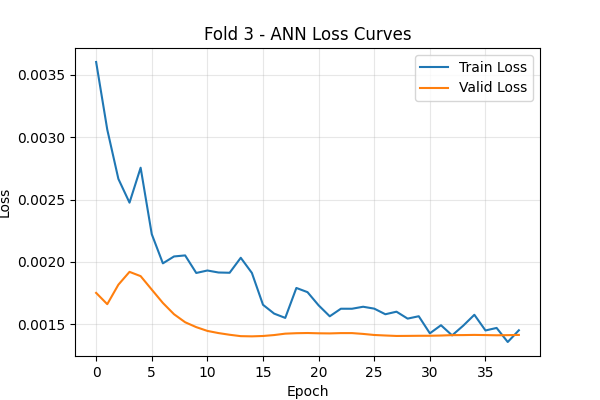 Fold 3 - ANN Loss Curves
Train Loss
Valid Loss
Loss
0.0035
0.0030
0.0025
0.0020
0.0015
0 5 10 15 20 25 30 35
Epoch